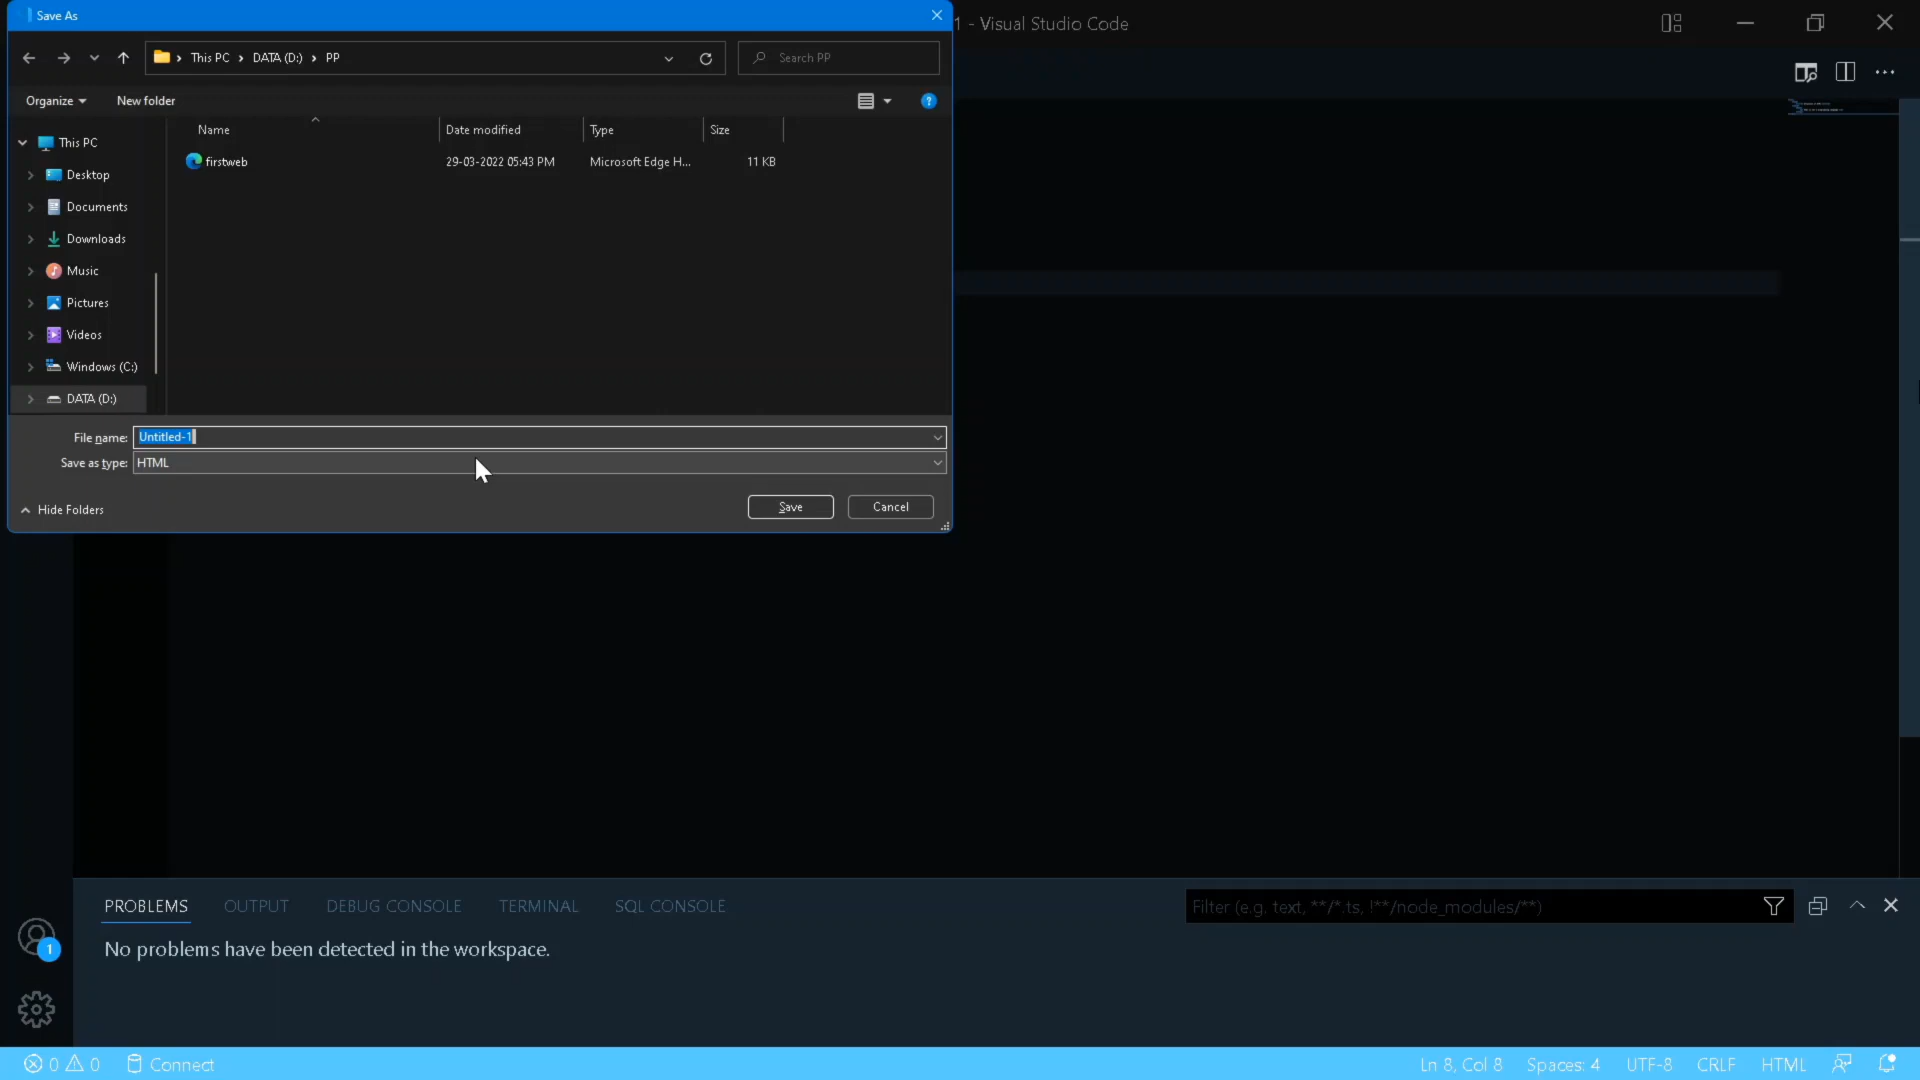 Save As
1 - Visual Studio Code
This PC > DATA (D:) > PP
Search PP
Organize
New folder
Name
Date modified
Type
Size
firstweb
29-03-2022 05:43 PM
Microsoft Edge H...
11 KB
This PC
Desktop
Documents
Downloads
Music
Pictures
Videos
Windows (C:)
DATA (D:)
File name: Untitled-1
Save as type: HTML
Hide Folders
Save
Cancel
PROBLEMS
OUTPUT
DEBUG CONSOLE
TERMINAL
SQL CONSOLE
Filter (e.g. text, **/*.ts, !**/node_modules/**)
No problems have been detected in the workspace.
1
0
0
Connect
Ln 8, Col 8
Spaces: 4
UTF-8
CRLF
HTML